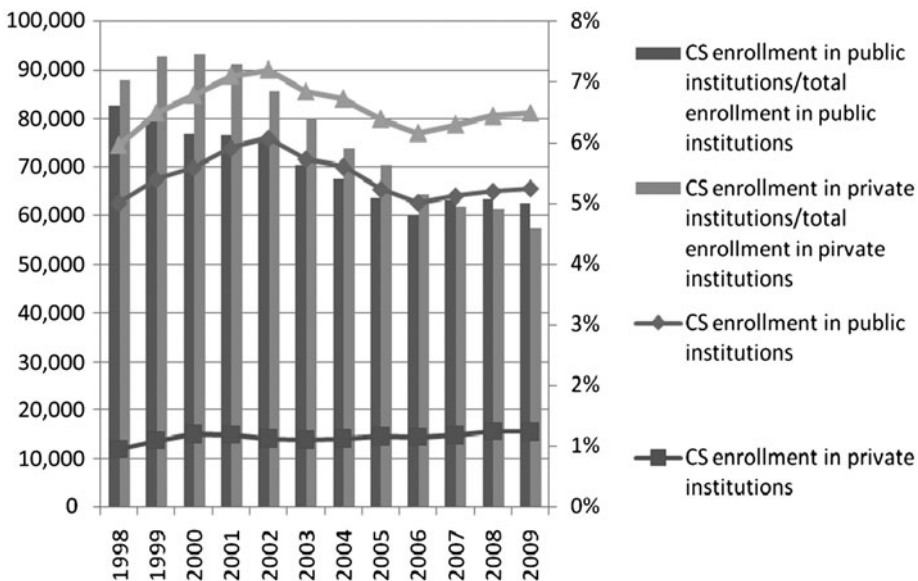 100,000
90,000
80,000
70,000
60,000
50,000
40,000
30,000
20,000
10,000
0
8%
7%
6%
5%
4%
3%
2%
1%
0%
1998
1999
2000
2001
2002
2003
2004
2005
2006
2007
2008
2009
CS enrollment in public
institutions/total
enrollment in public
institutions
CS enrollment in private
institutions/total
enrollment in pirvate
institutions
CS enrollment in public
institutions
CS enrollment in private
institutions